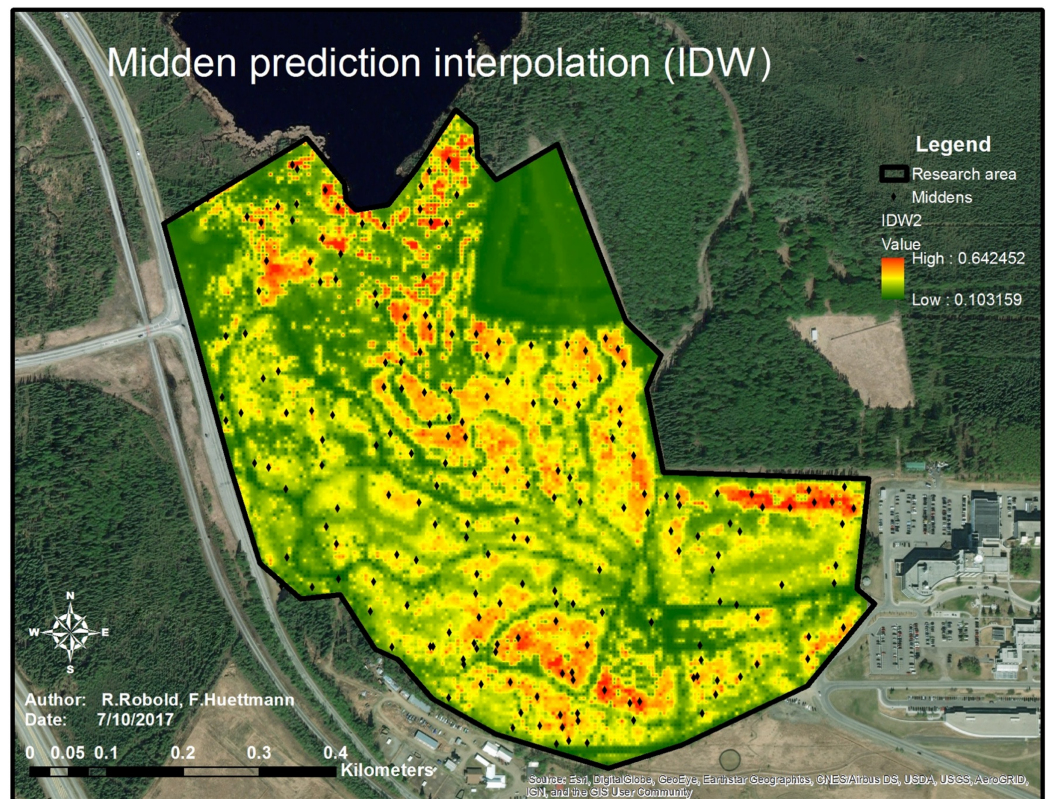 Midden prediction interpolation (IDW)
Legend
Research area
Middens
IDW2
Value
High : 0.642452
Low : 0.103159
N
W E
S
Author: R.Robold, F.Huettmann
Date: 7/10/2017
0 0.05 0.1 0.2 0.3 0.4
Kilometers
Source: Esri, DigitalGlobe, GeoEye, Earthstar Geographics, CNES/Airbus DS, USDA, USGS, AeroGRID,
IGN, and the GIS User Community